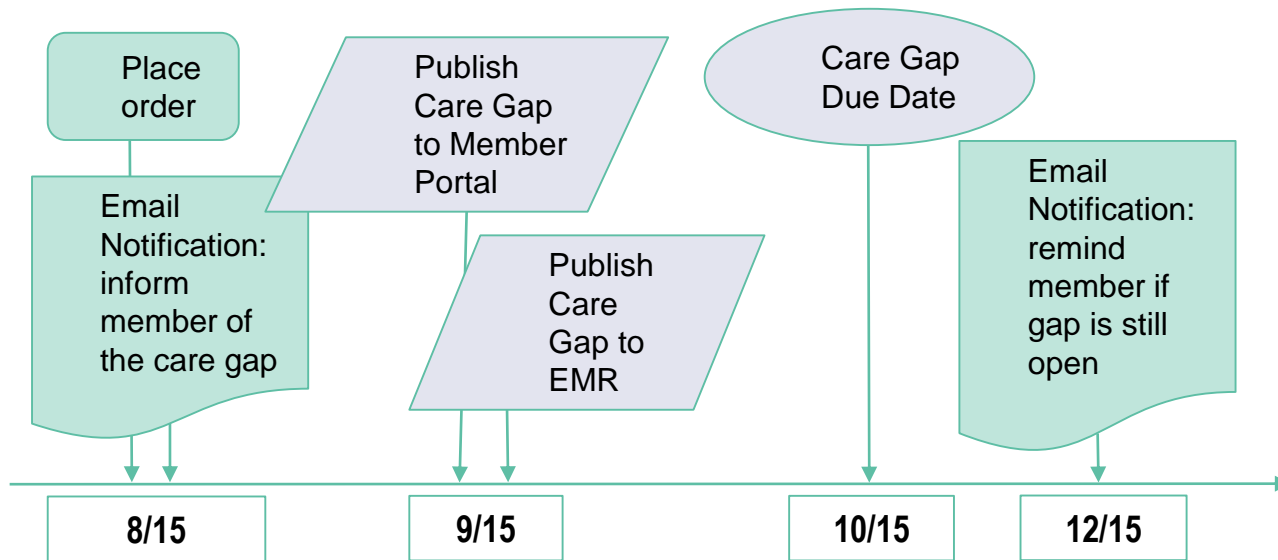 Place
order
Email
Notification:
inform
member of
the care gap
Publish
Care Gap
to Member
Portal
Publish
Care
Gap to
EMR
Care Gap
Due Date
Email
Notification:
remind
member if
gap is still
open
8/15
9/15
10/15
12/15